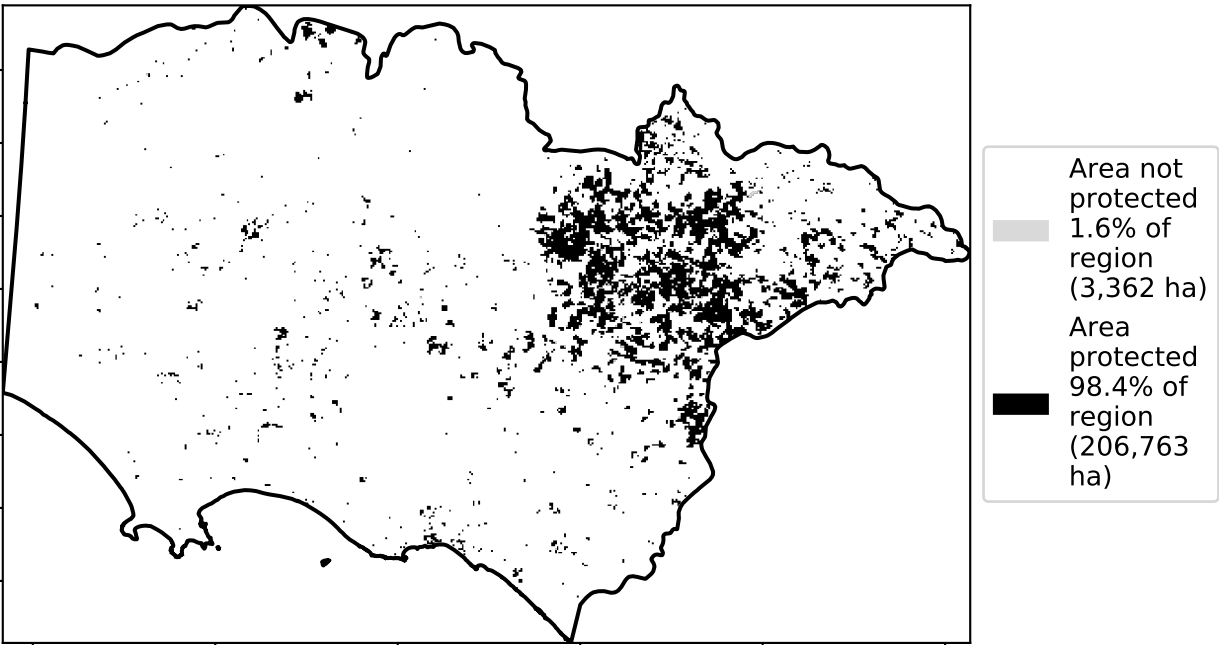 Area not
protected
1.6% of
region
(3,362 ha)
Area
protected
98.4% of
region
(206,763
ha)